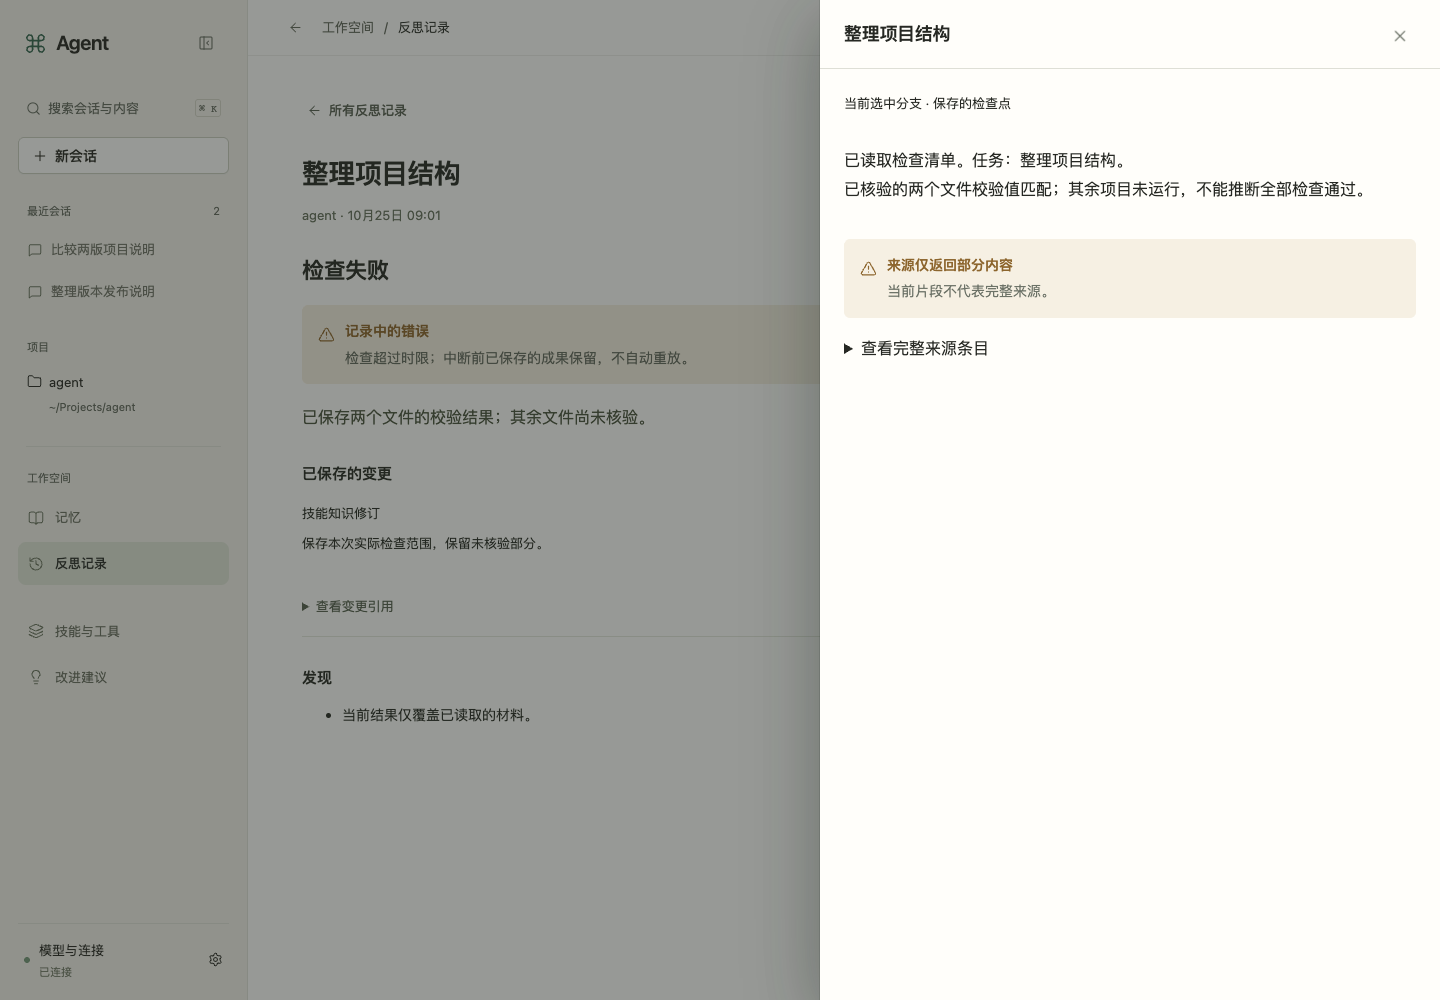 Agent
搜索会话与内容
⌘ K
新会话
最近会话 2
比较两版项目说明
整理版本发布说明
项目
agent
~/Projects/agent
工作空间
记忆
反思记录
技能与工具
改进建议
模型与连接
已连接
工作空间 / 反思记录
所有反思记录
整理项目结构
agent · 10月25日 09:01
检查失败
记录中的错误
检查超过时限；中断前已保存的成果保留，不自动重放。
已保存两个文件的校验结果；其余文件尚未核验。
已保存的变更
技能知识修订
保存本次实际检查范围，保留未核验部分。
查看变更引用
发现
当前结果仅覆盖已读取的材料。
整理项目结构
当前选中分支 · 保存的检查点
已读取检查清单。任务：整理项目结构。
已核验的两个文件校验值匹配；其余项目未运行，不能推断全部检查通过。
来源仅返回部分内容
当前片段不代表完整来源。
查看完整来源条目